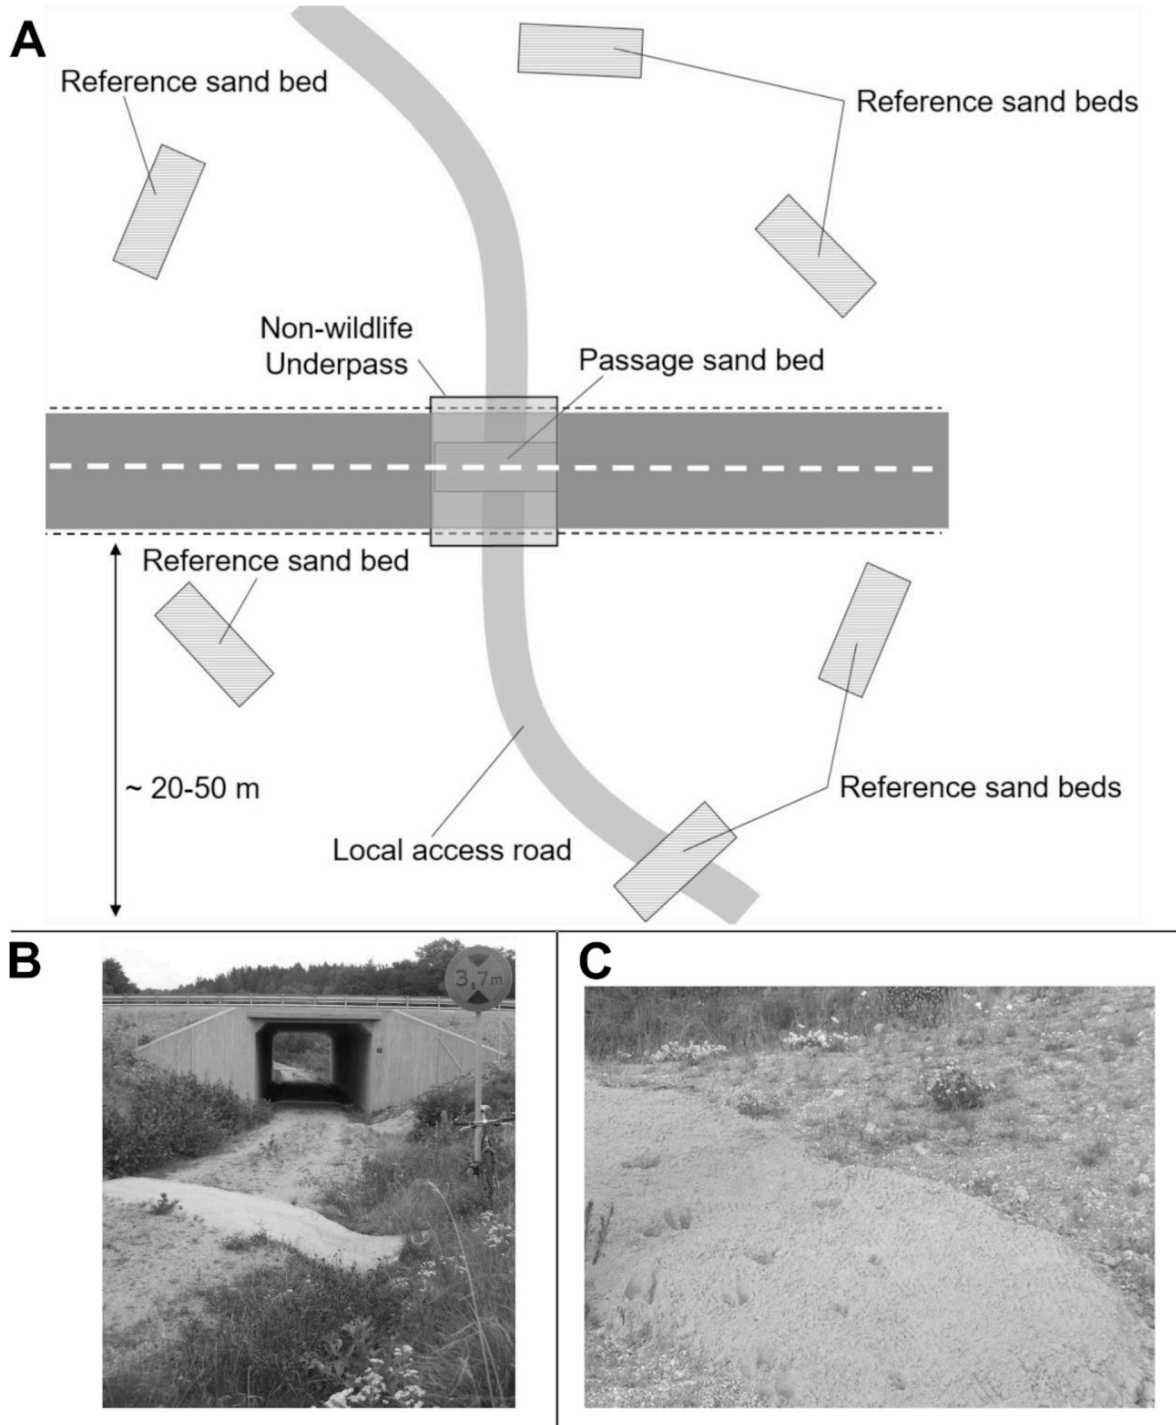 A
Reference sand bed
Reference sand beds
Non-wildlife
Underpass
Passage sand bed
Reference sand bed
~ 20-50 m
Reference sand beds
Local access road
B
3,7m
C